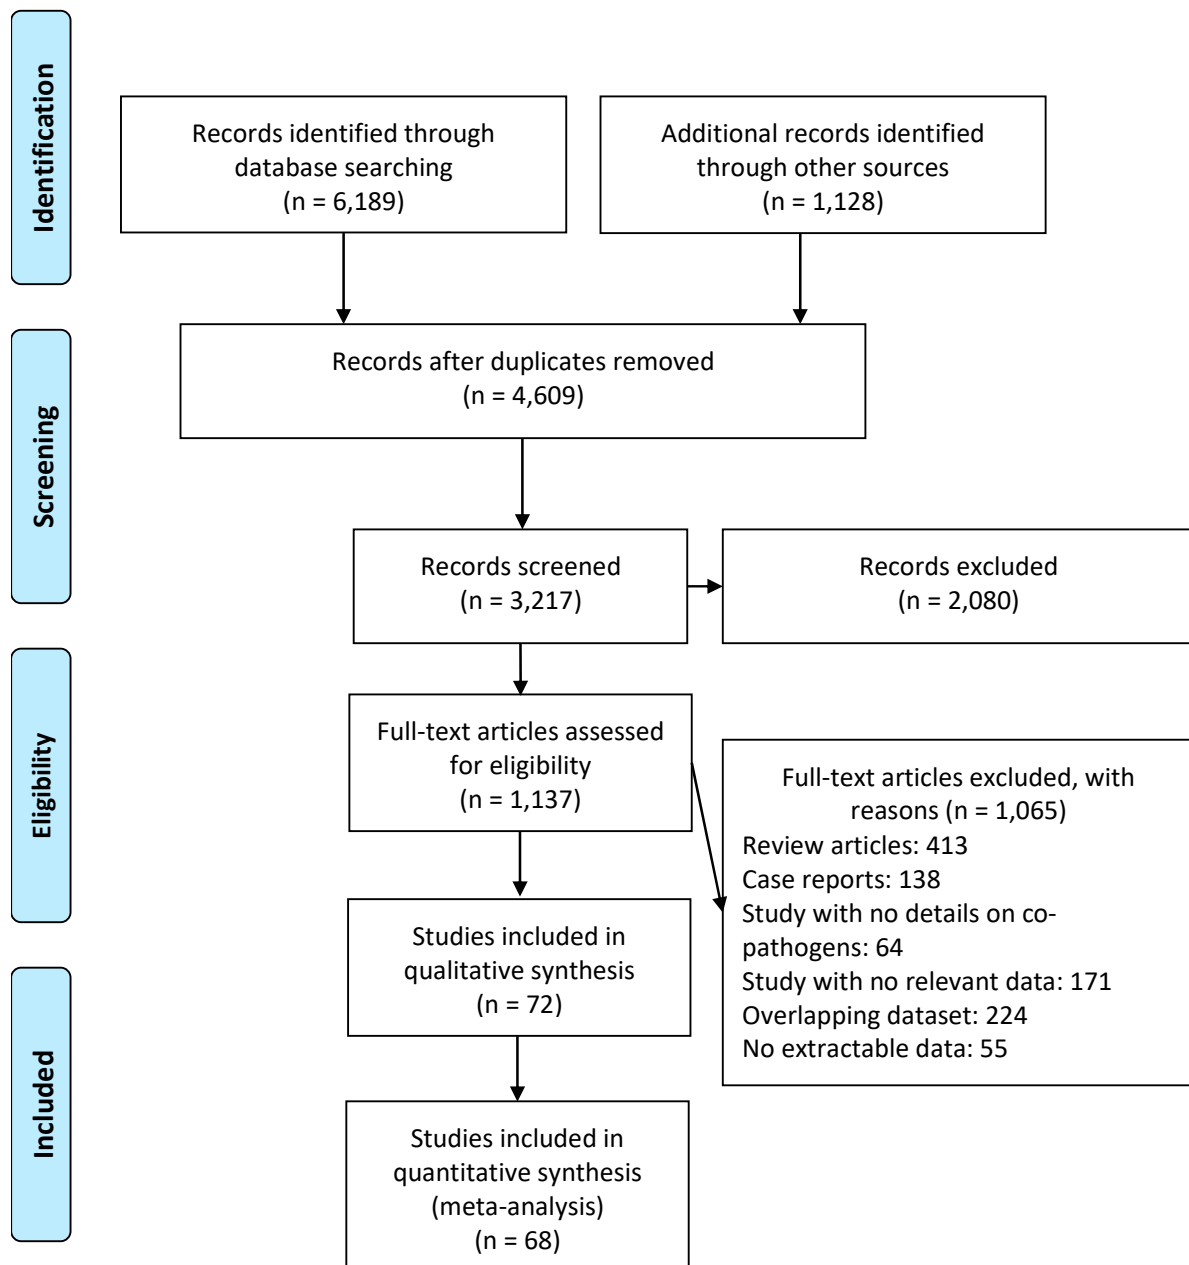 Identification
Records identified through
database searching
(n = 6,189)
Additional records identified
through other sources
(n = 1,128)
Screening
Records after duplicates removed
(n = 4,609)
Records screened
(n = 3,217)
Records excluded
(n = 2,080)
Eligibility
Full-text articles assessed
for eligibility
(n = 1,137)
Full-text articles excluded, with
reasons (n = 1,065)
Review articles: 413
Case reports: 138
Study with no details on co-
pathogens: 64
Study with no relevant data: 171
Overlapping dataset: 224
No extractable data: 55
Studies included in
qualitative synthesis
(n = 72)
Included
Studies included in
quantitative synthesis
(meta-analysis)
(n = 68)